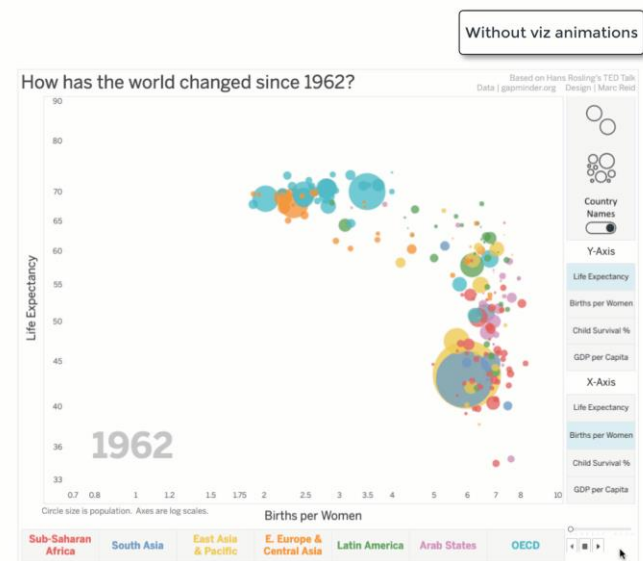 Without viz animations
How has the world changed since 1962?
Based on Hans Rosling's TED Talk
Data | gapminder.org Design | Marc Reid
90
80
70
65
60
55
50
45
40
36
33
Life Expectancy
1962
0.7 0.8 1 1.2 1.5 1.75 2 2.5 3 3.5 4 5 6 7 8 10
Circle size is population. Axes are log scales.
Births per Women
Country
Names
Y-Axis
Life Expectancy
Births per Women
Child Survival %
GDP per Capita
X-Axis
Life Expectancy
Births per Women
Child Survival %
GDP per Capita
Sub-Saharan
Africa
South Asia
East Asia
& Pacific
E. Europe &
Central Asia
Latin America
Arab States
OECD